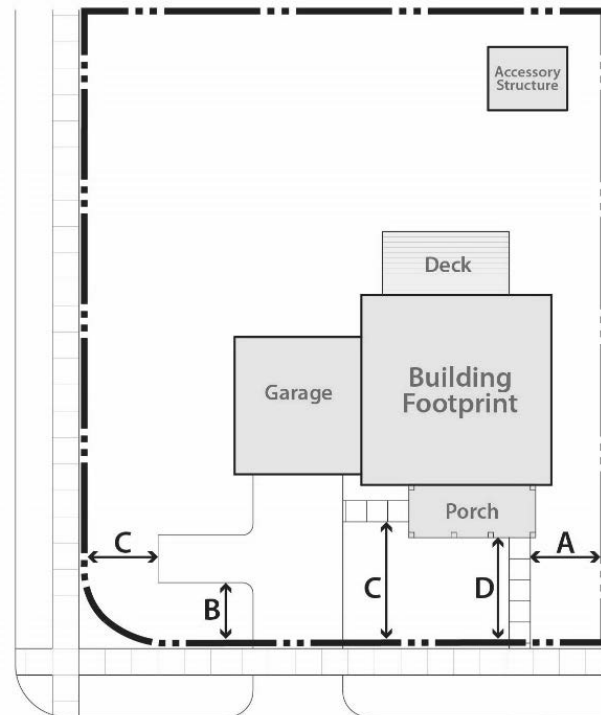 Accessory
Structure
Deck
Garage
Building
Footprint
Porch
C
A
B
C
D